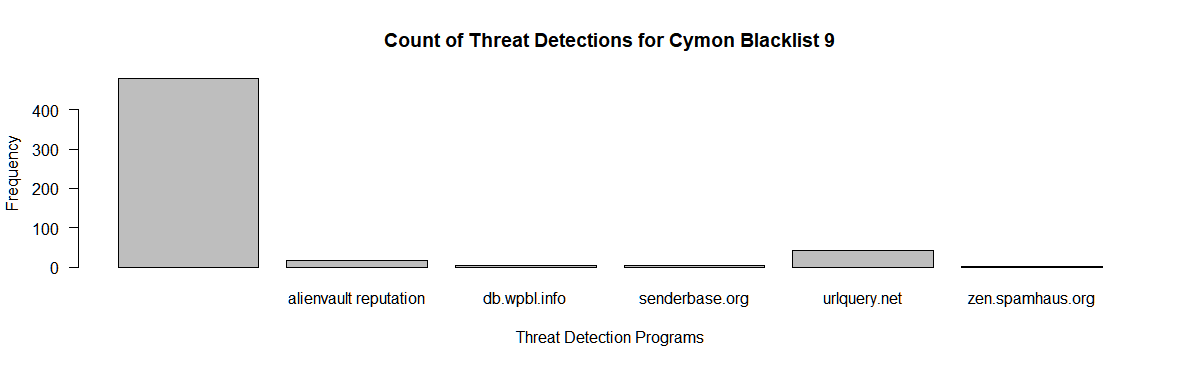 Count of Threat Detections for Cymon Blacklist 9
Frequency
400
300
200
100
0
alienvault reputation db.wpbl.info senderbase.org urlquery.net zen.spamhaus.org
Threat Detection Programs